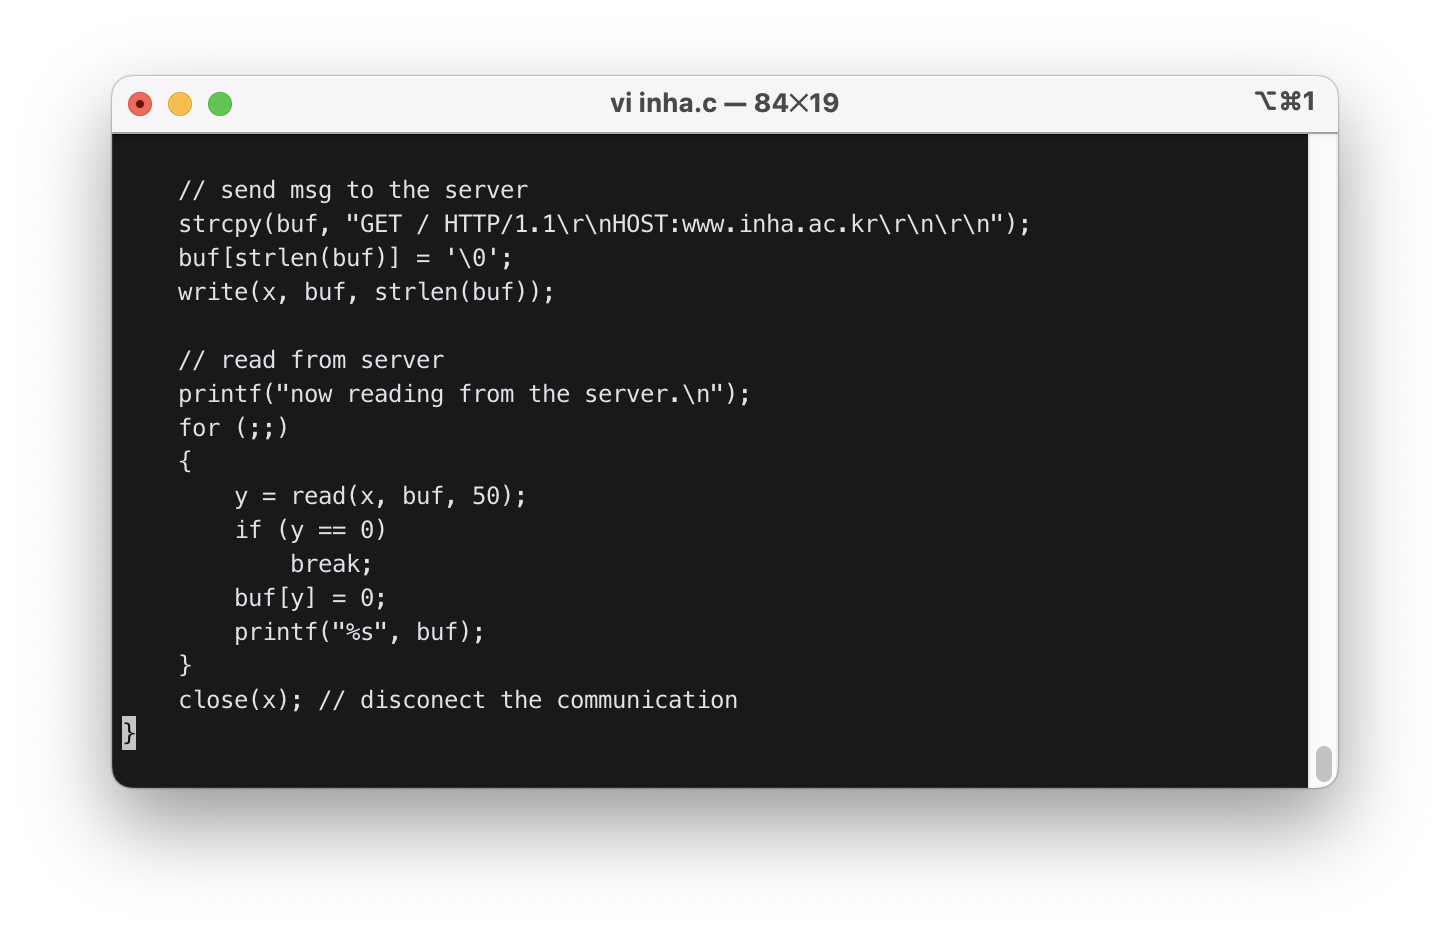 vi inha.c — 84×19
⌥⌘1
// send msg to the server
strcpy(buf, "GET / HTTP/1.1\r\nHOST:www.inha.ac.kr\r\n\r\n");
buf[strlen(buf)] = '\0';
write(x, buf, strlen(buf));
// read from server
printf("now reading from the server.\n");
for (;;)
{
y = read(x, buf, 50);
if (y == 0)
break;
buf[y] = 0;
printf("%s", buf);
}
close(x); // disconect the communication
}